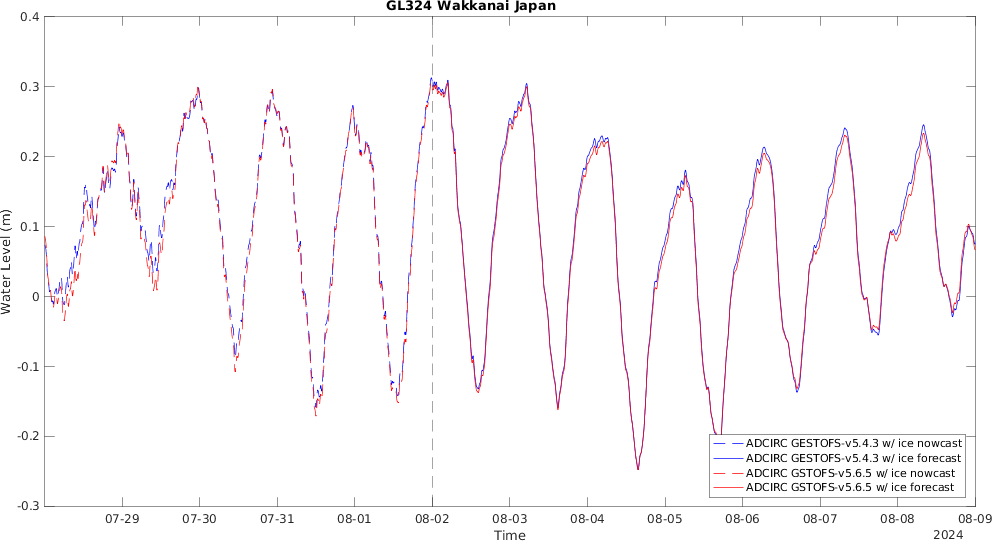 GL324 Wakkanai Japan
0.4
0.3
0.2
0.1
0
-0.1
-0.2
-0.3
Water Level (m)
ADCIRC GESTOFS-v5.4.3 w/ ice nowcast
ADCIRC GESTOFS-v5.4.3 w/ ice forecast
ADCIRC GSTOFS-v5.6.5 w/ ice nowcast
ADCIRC GSTOFS-v5.6.5 w/ ice forecast
07-29 07-30 07-31 08-01 08-02 08-03 08-04 08-05 08-06 08-07 08-08 08-09
Time
2024